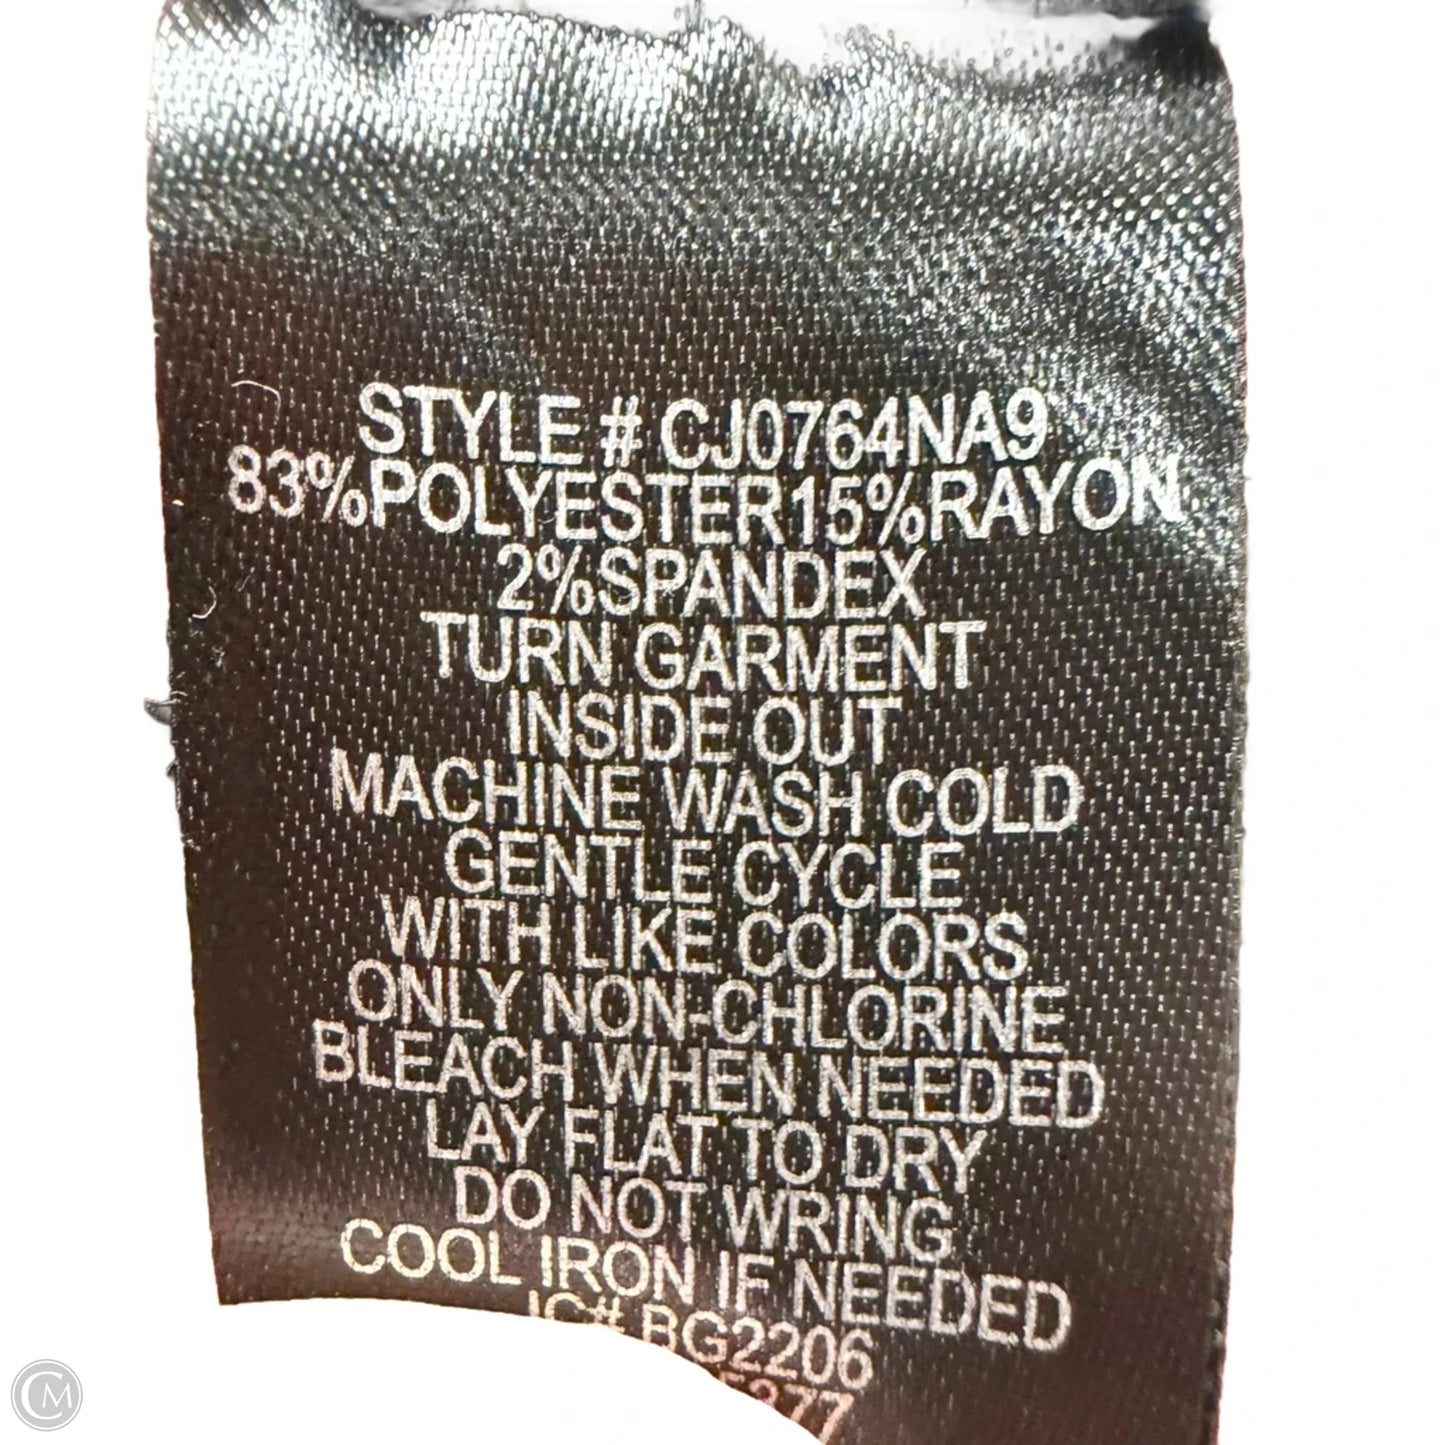 STYLE # CJ0764NA9
83%POLYESTER15%RAYON
2%SPANDEX
TURN GARMENT
INSIDE OUT
MACHINE WASH COLD
GENTLE CYCLE
WITH LIKE COLORS
ONLY NON-CHLORINE
BLEACH WHEN NEEDED
LAY FLAT TO DRY
DO NOT WRING
COOL IRON IF NEEDED
BG2206
CM